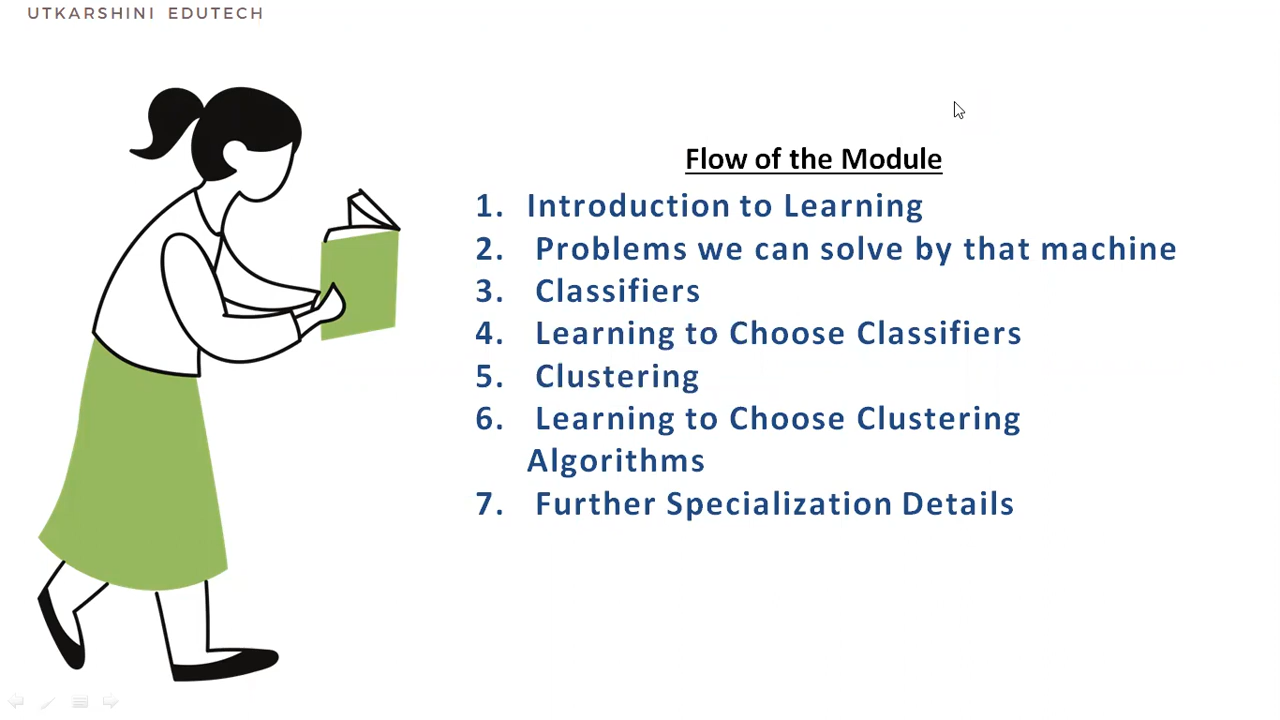 UTKARSHINI EDUTECH
Flow of the Module
1. Introduction to Learning
2. Problems we can solve by that machine
3. Classifiers
4. Learning to Choose Classifiers
5. Clustering
6. Learning to Choose Clustering
Algorithms
7. Further Specialization Details